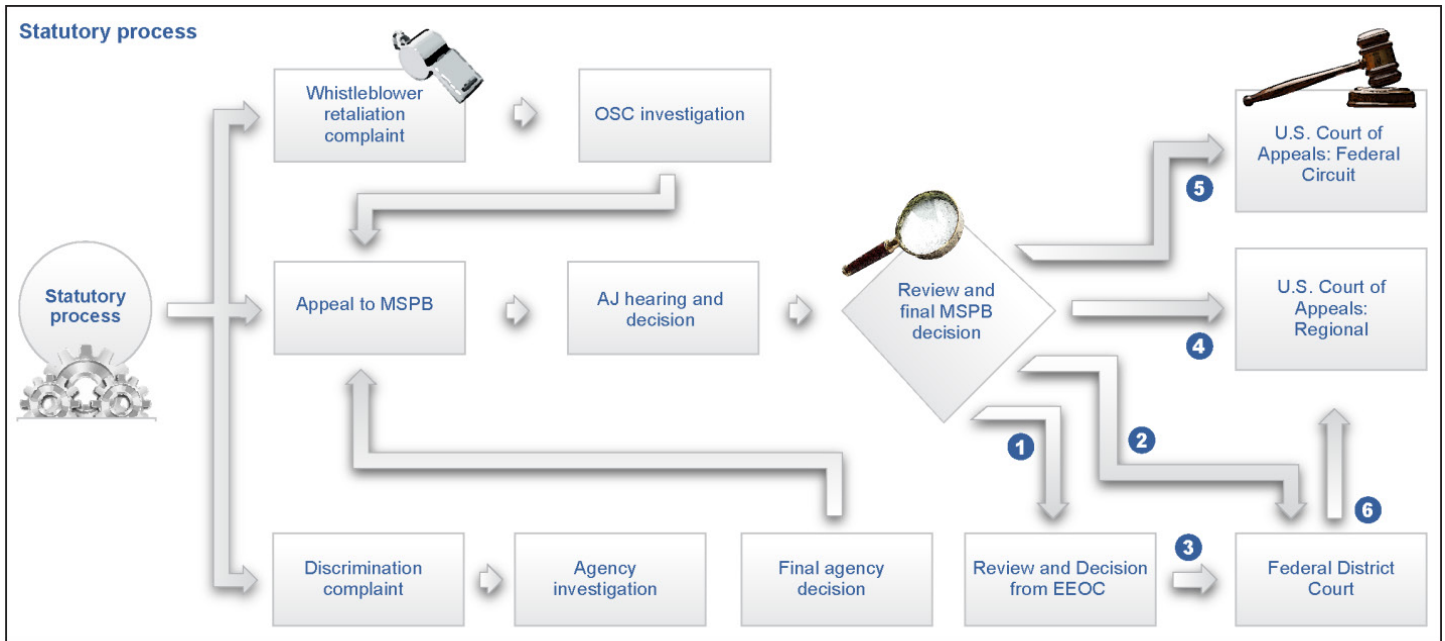 Statutory process
Whistleblower
retaliation
complaint
OSC investigation
U.S. Court of
Appeals: Federal
Circuit
5
Statutory
process
Appeal to MSPB
AJ hearing and
decision
Review and
final MSPB
decision
U.S. Court of
Appeals:
Regional
4
1
2
6
Discrimination
complaint
Agency
investigation
Final agency
decision
Review and Decision
from EEOC
3
Federal District
Court